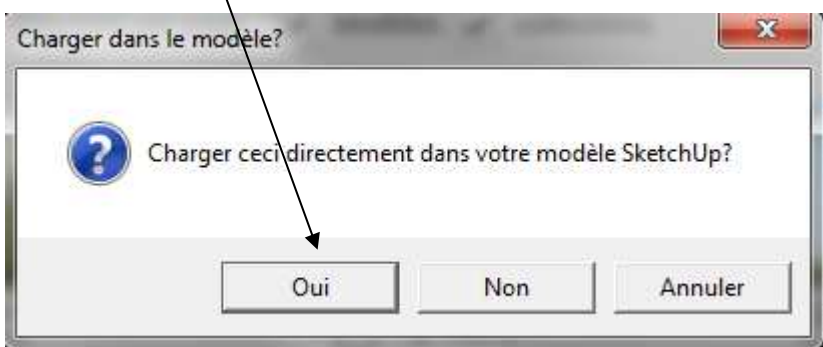 Charger dans le modèle?
Charger ceci directement dans votre modèle SketchUp?
Oui
Non
Annuler